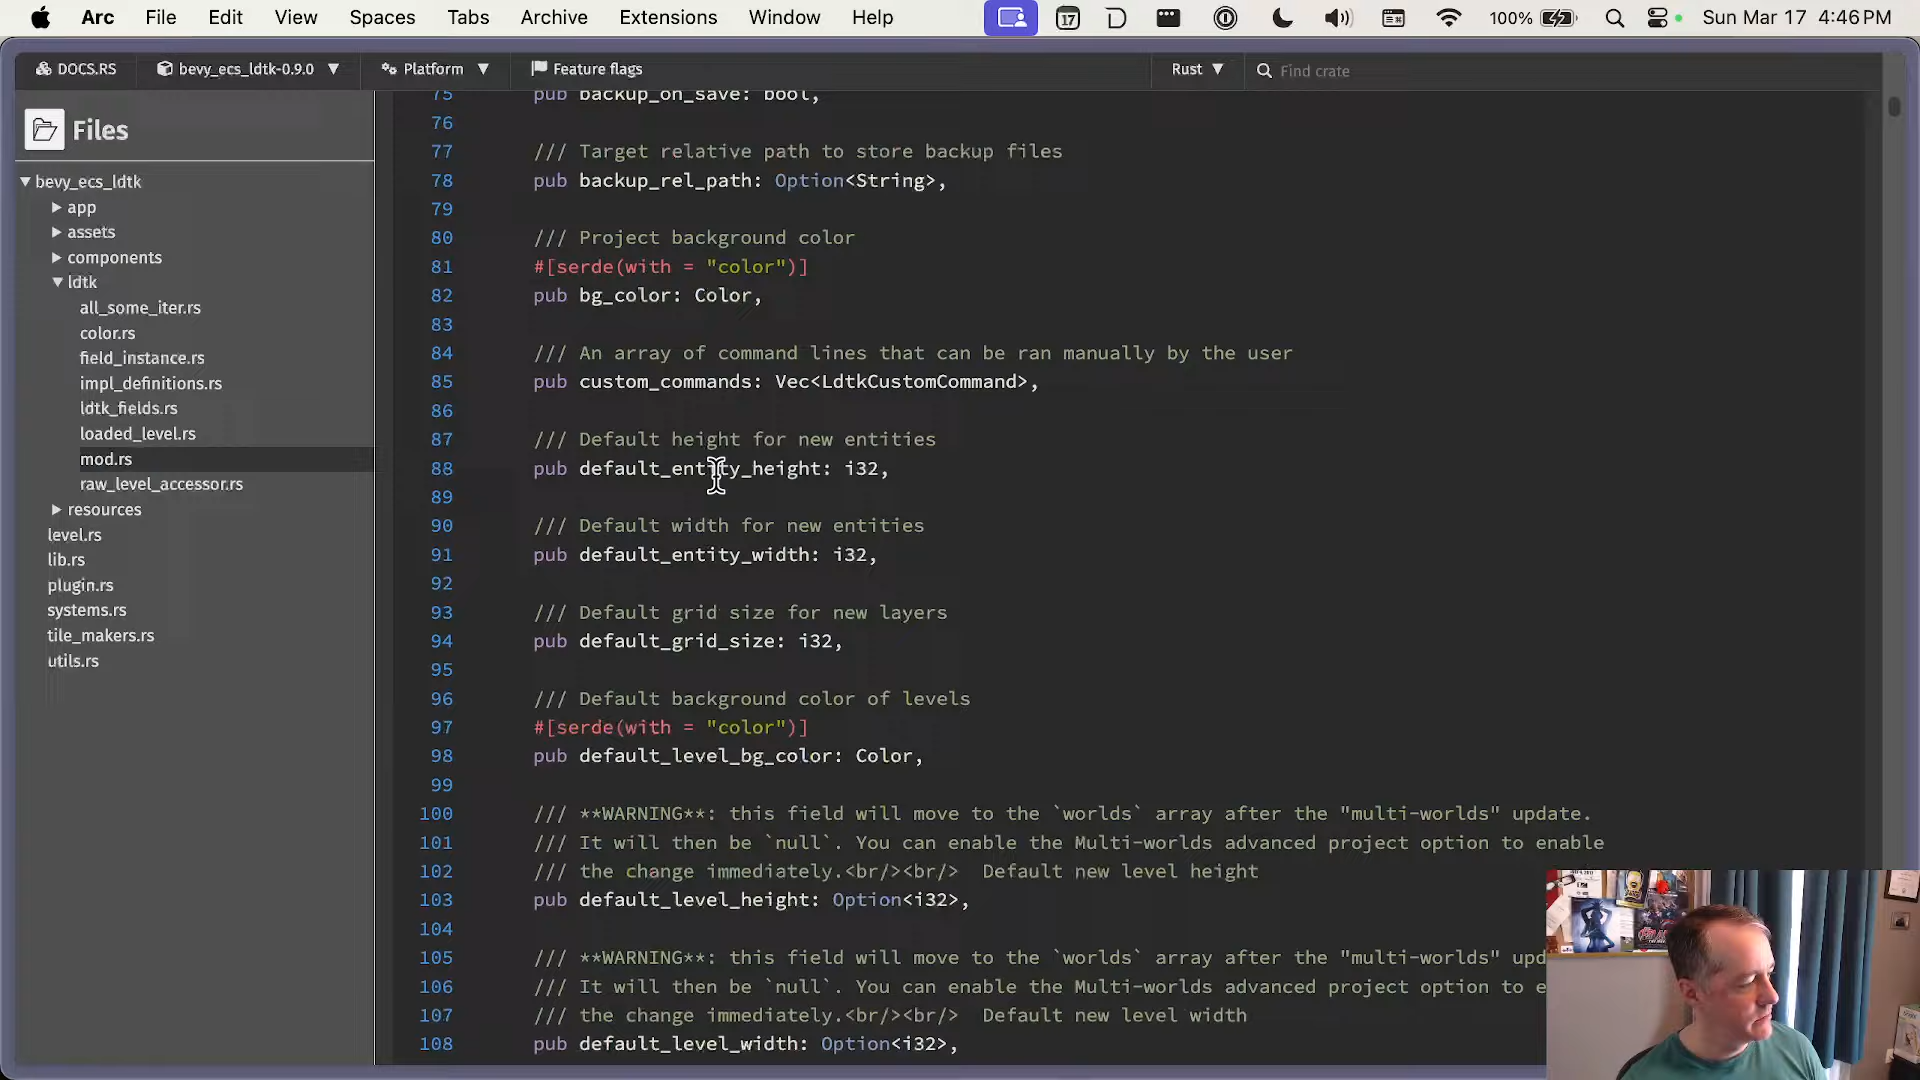 Arc File Edit View Spaces Tabs Archive Extensions Window Help 17 100% Sun Mar 17 4:46 PM
DOCS.RS bevy_ecs_ldtk-0.9.0 ▼ Platform ▼ Feature flags Rust ▼ Find crate
Files
▼ bevy_ecs_ldtk
▶ app
▶ assets
▶ components
▼ ldtk
all_some_iter.rs
color.rs
field_instance.rs
impl_definitions.rs
ldtk_fields.rs
loaded_level.rs
mod.rs
raw_level_accessor.rs
▶ resources
level.rs
lib.rs
plugin.rs
systems.rs
tile_makers.rs
utils.rs
75 pub backup_on_save: bool,
76
77 /// Target relative path to store backup files
78 pub backup_rel_path: Option<String>,
79
80 /// Project background color
81 #[serde(with = "color")]
82 pub bg_color: Color,
83
84 /// An array of command lines that can be ran manually by the user
85 pub custom_commands: Vec<LdtkCustomCommand>,
86
87 /// Default height for new entities
88 pub default_entity_height: i32,
89
90 /// Default width for new entities
91 pub default_entity_width: i32,
92
93 /// Default grid size for new layers
94 pub default_grid_size: i32,
95
96 /// Default background color of levels
97 #[serde(with = "color")]
98 pub default_level_bg_color: Color,
99
100 /// **WARNING**: this field will move to the `worlds` array after the "multi-worlds" update.
101 /// It will then be `null`. You can enable the Multi-worlds advanced project option to enable
102 /// the change immediately.<br/><br/>  Default new level height
103 pub default_level_height: Option<i32>,
104
105 /// **WARNING**: this field will move to the `worlds` array after the "multi-worlds" upd
106 /// It will then be `null`. You can enable the Multi-worlds advanced project option to e
107 /// the change immediately.<br/><br/>  Default new level width
108 pub default_level_width: Option<i32>,